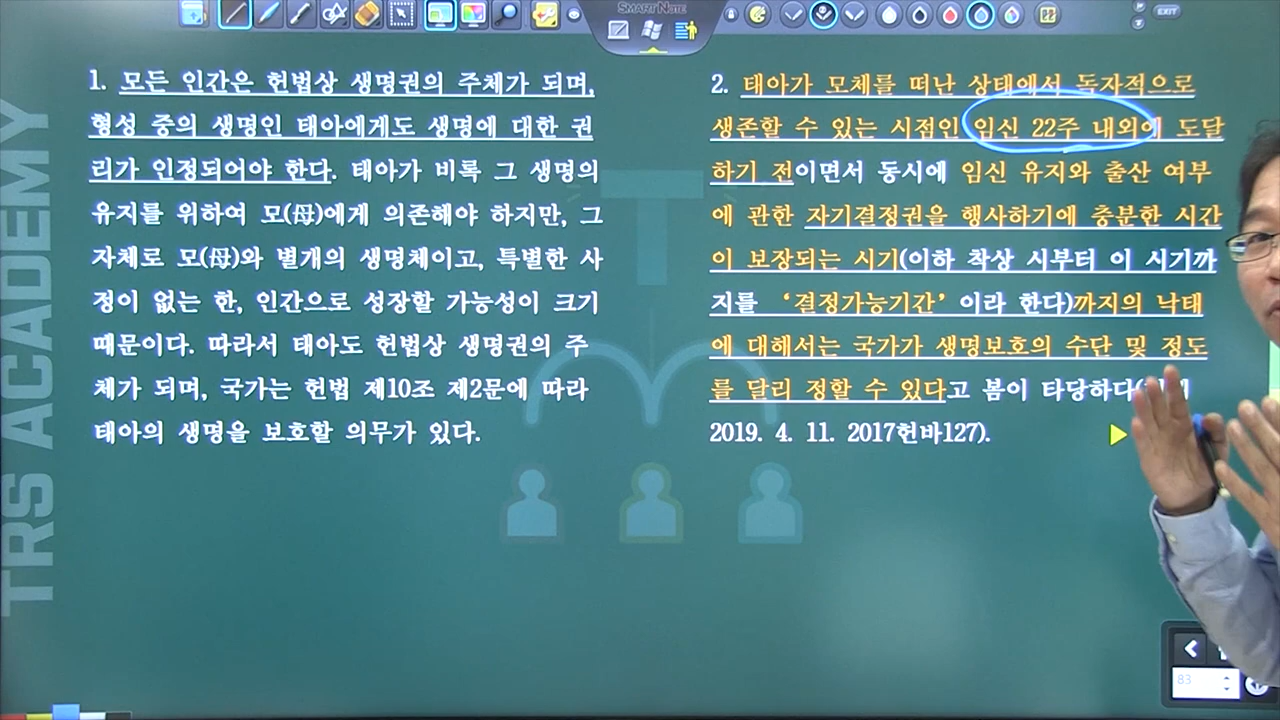 SMART NOTE
EXIT
1. 모든 인간은 헌법상 생명권의 주체가 되며,
형성 중의 생명인 태아에게도 생명에 대한 권
리가 인정되어야 한다. 태아가 비록 그 생명의
유지를 위하여 모(母)에게 의존해야 하지만, 그
자체로 모(母)와 별개의 생명체이고, 특별한 사
정이 없는 한, 인간으로 성장할 가능성이 크기
때문이다. 따라서 태아도 헌법상 생명권의 주
체가 되며, 국가는 헌법 제10조 제2문에 따라
태아의 생명을 보호할 의무가 있다.
2. 태아가 모체를 떠난 상태에서 독자적으로
생존할 수 있는 시점인 임신 22주 내외에 도달
하기 전이면서 동시에 임신 유지와 출산 여부
에 관한 자기결정권을 행사하기에 충분한 시간
이 보장되는 시기(이하 착상 시부터 이 시기까
지를 ‘결정가능기간’ 이라 한다)까지의 낙태
에 대해서는 국가가 생명보호의 수단 및 정도
를 달리 정할 수 있다고 봄이 타당하다(
2019. 4. 11. 2017헌바127).
TRS ACADEMY
83